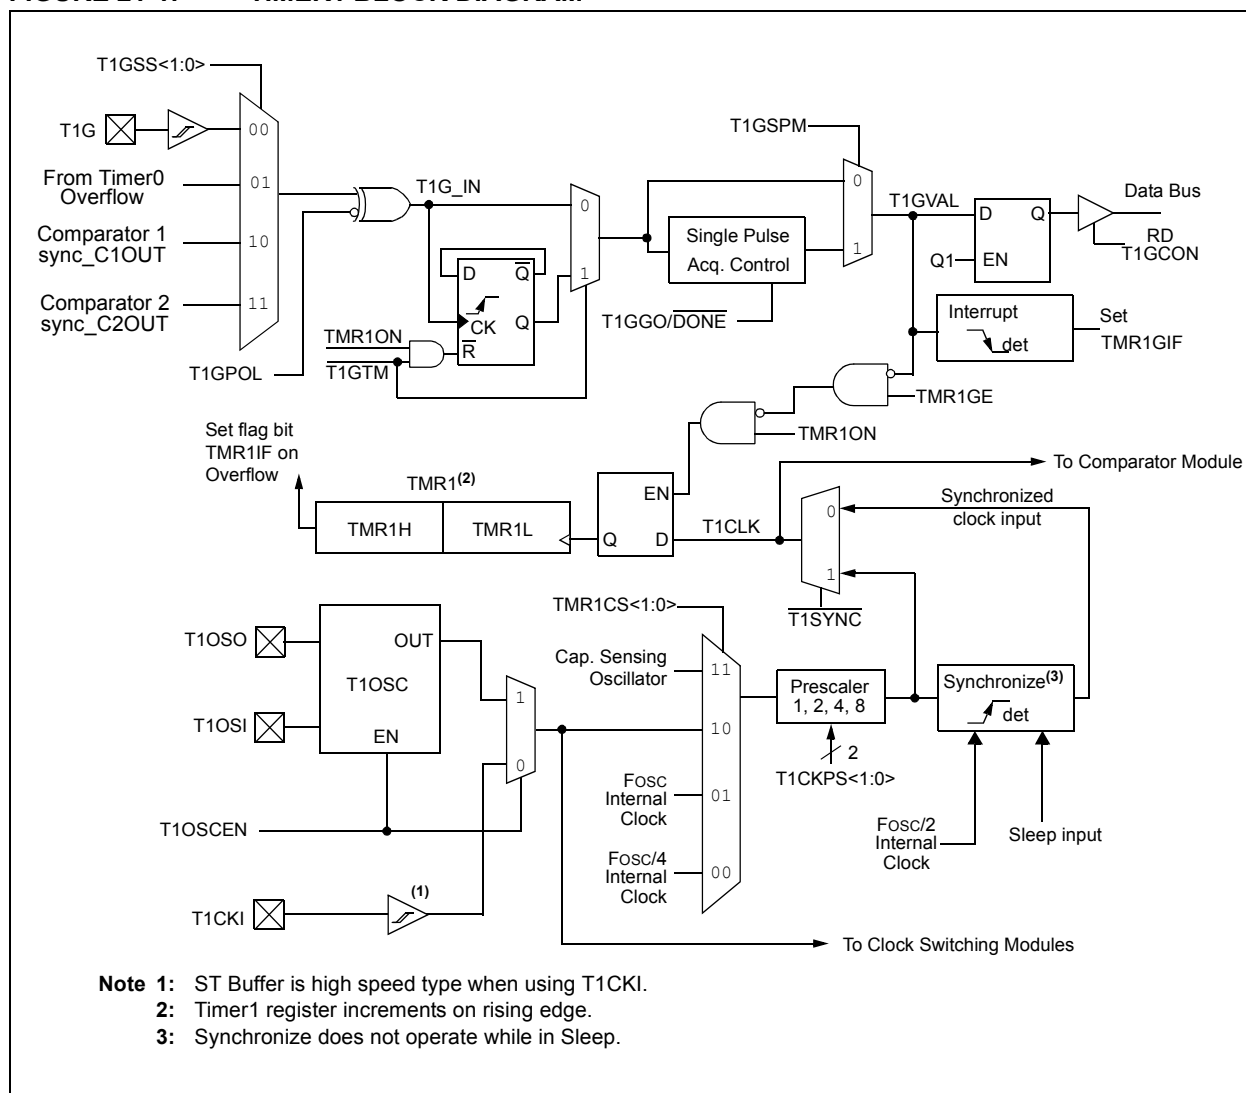 FIGURE 21-1: TIMER1 BLOCK DIAGRAM
T1GSS<1:0>
T1G
00
From Timer0
Overflow
01
Comparator 1
sync_C1OUT
10
Comparator 2
sync_C2OUT
11
T1GPOL
T1G_IN
D
Q
CK
Q
R
TMR1ON
T1GTM
0
1
T1GSPM
Single Pulse
Acq. Control
T1GGO/DONE
0
1
T1GVAL
D
Q
Q1
EN
Data Bus
RD
T1GCON
Interrupt
det
Set
TMR1GIF
TMR1GE
TMR1ON
Set flag bit
TMR1IF on
Overflow
TMR1(2)
TMR1H
TMR1L
EN
Q
D
T1CLK
To Comparator Module
Synchronized
clock input
0
1
T1SYNC
T1OSO
OUT
T1OSC
T1OSI
EN
1
0
T1OSCEN
T1CKI
(1)
TMR1CS<1:0>
Cap. Sensing
Oscillator
11
10
FOSC
Internal
Clock
01
FOSC/4
Internal
Clock
00
Prescaler
1, 2, 4, 8
2
T1CKPS<1:0>
Synchronize(3)
det
FOSC/2
Internal
Clock
Sleep input
To Clock Switching Modules
Note 1: ST Buffer is high speed type when using T1CKI.
2: Timer1 register increments on rising edge.
3: Synchronize does not operate while in Sleep.